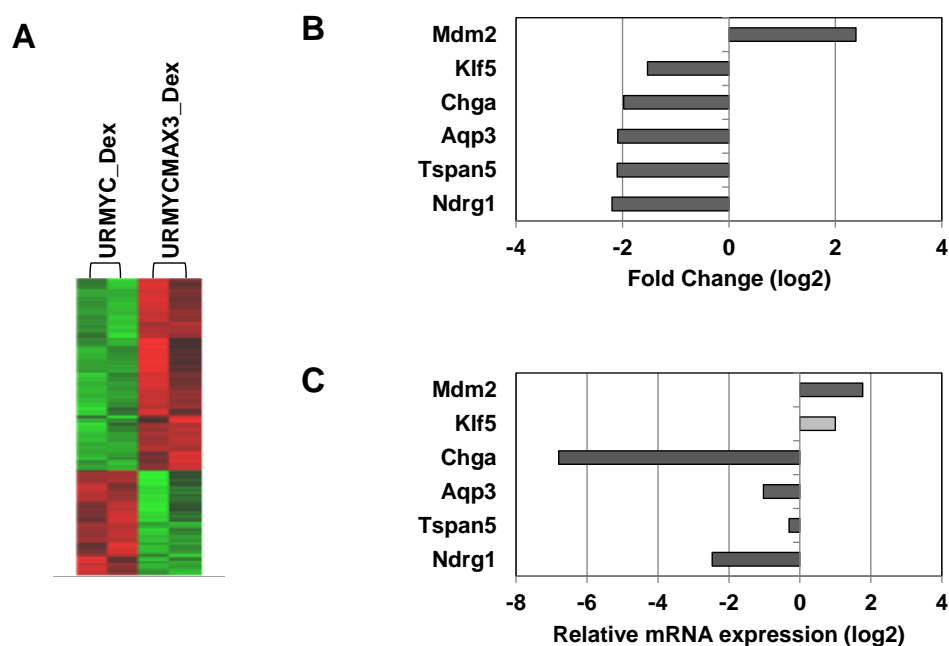 A
URMYC_Dex
URMYCMAX3_Dex
B
Mdm2
Klf5
Chga
Aqp3
Tspan5
Ndrg1
-4 -2 0 2 4
Fold Change (log2)
C
Mdm2
Klf5
Chga
Aqp3
Tspan5
Ndrg1
-8 -6 -4 -2 0 2 4
Relative mRNA expression (log2)